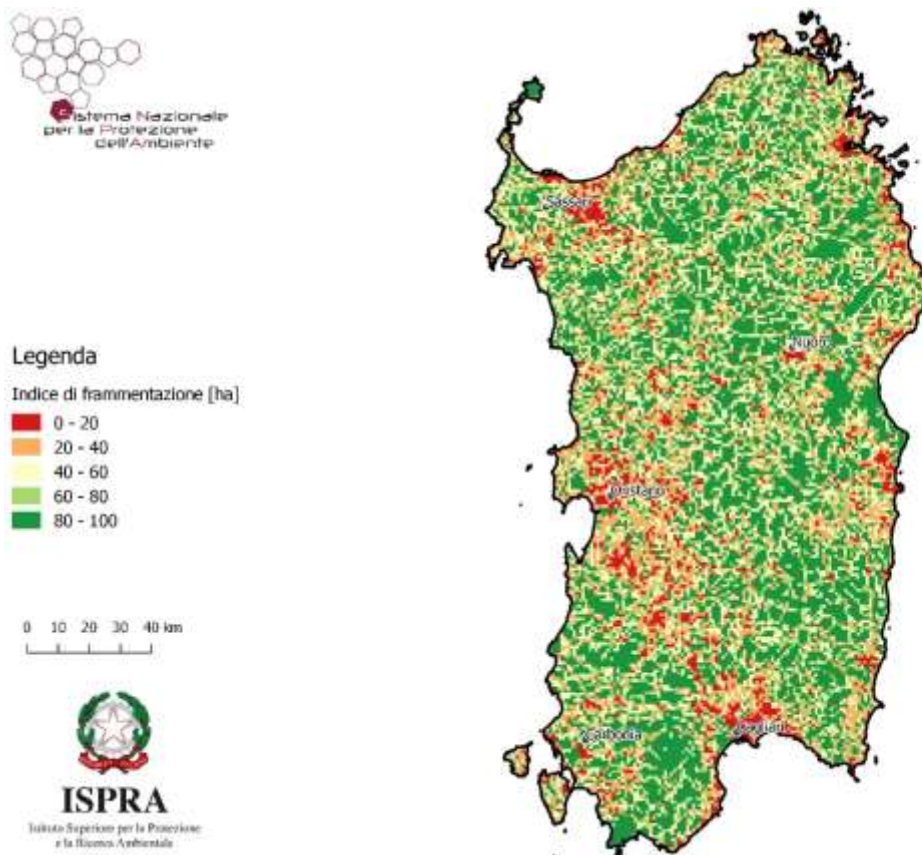 Sistema Nazionale
per la Protezione
dell'Ambiente
Sassari
Nuoro
Legenda
Indice di frammentazione [ha]
0 - 20
20 - 40
40 - 60
60 - 80
80 - 100
Oristano
0 10 20 30 40 km
Cagliari
Carbonia
ISPRA
Istituto Superiore per la Protezione
e la Ricerca Ambientale